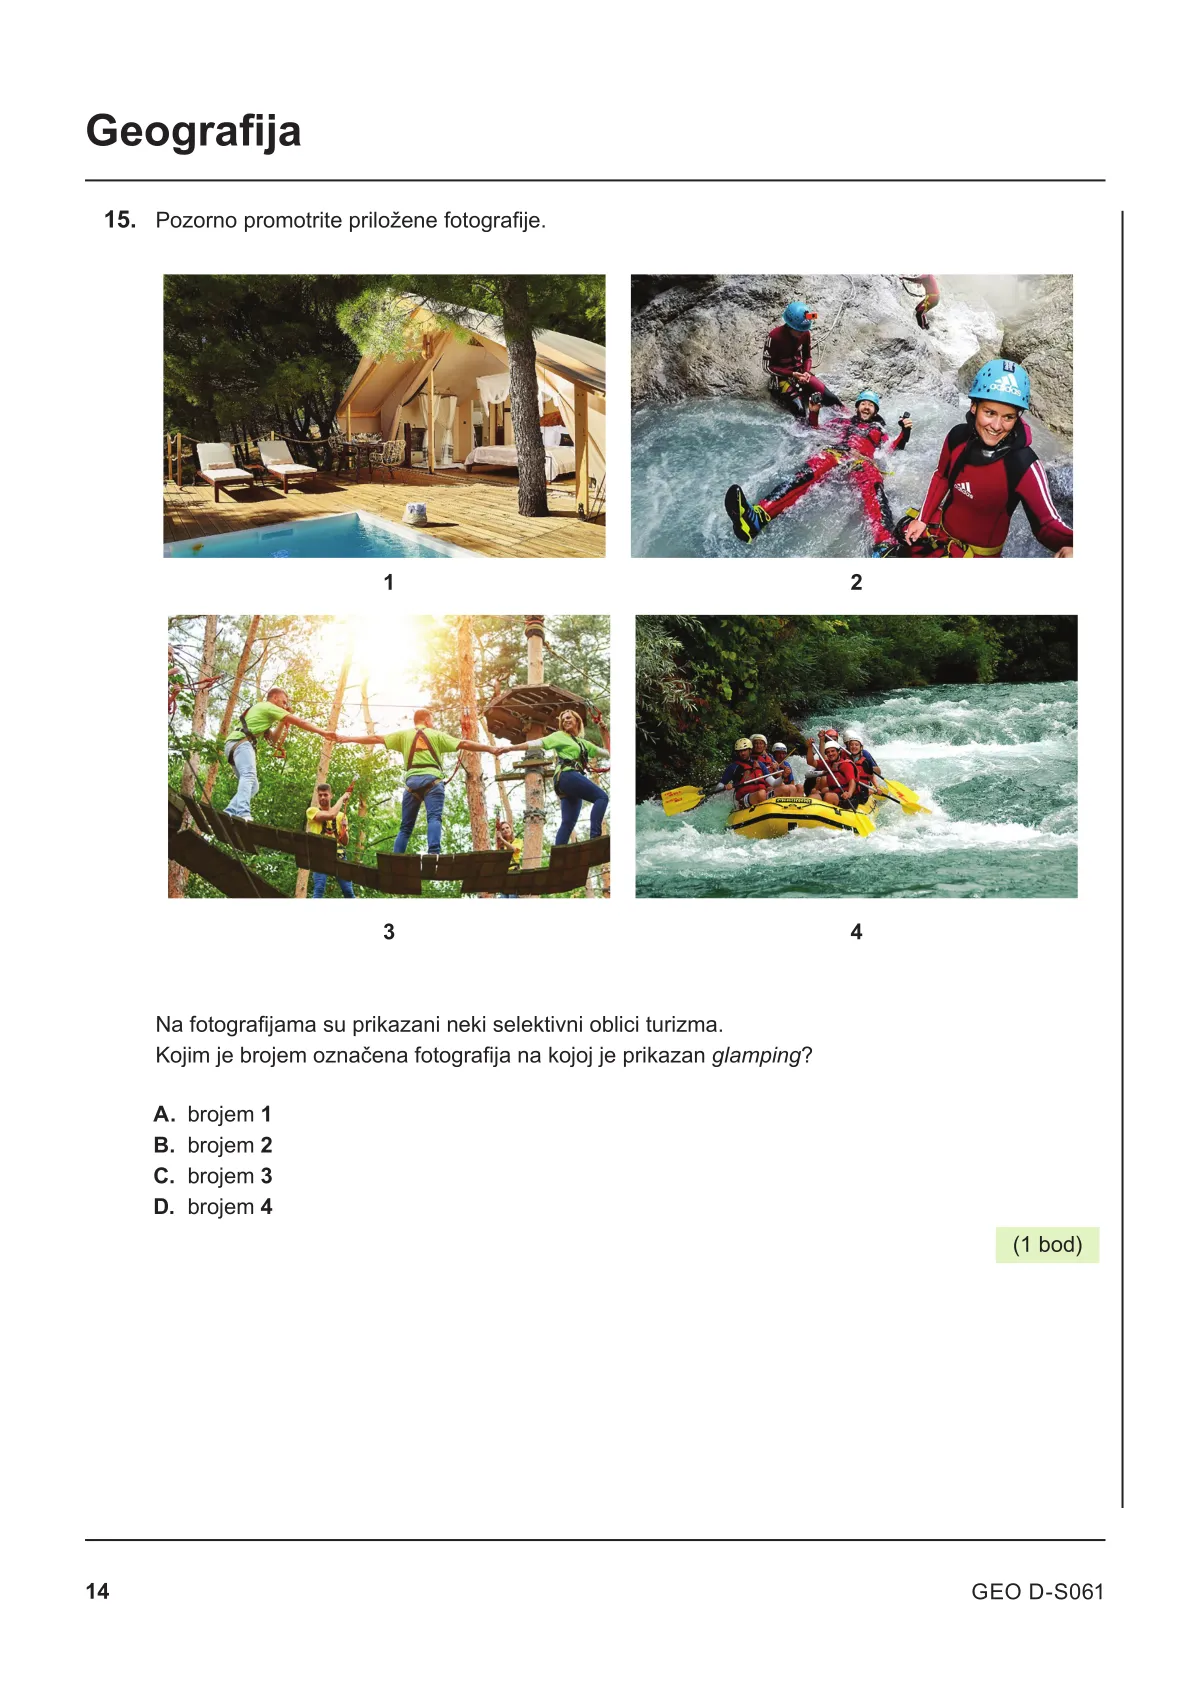 Geografija
15. Pozorno promotrite priložene fotografije.
adidas
adidas
1
2
3
4
Na fotografijama su prikazani neki selektivni oblici turizma.
Kojim je brojem označena fotografija na kojoj je prikazan glamping?
A. brojem 1
B. brojem 2
C. brojem 3
D. brojem 4
(1 bod)
14
GEO D-S061